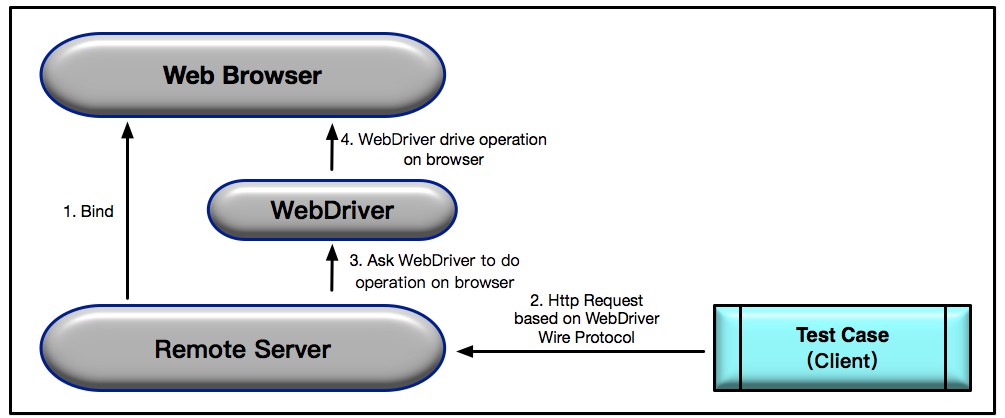 Web Browser
4. WebDriver drive operation
on browser
1. Bind
WebDriver
3. Ask WebDriver to do
operation on browser
2. Http Request
based on WebDriver
Wire Protocol
Remote Server
Test Case
(Client)